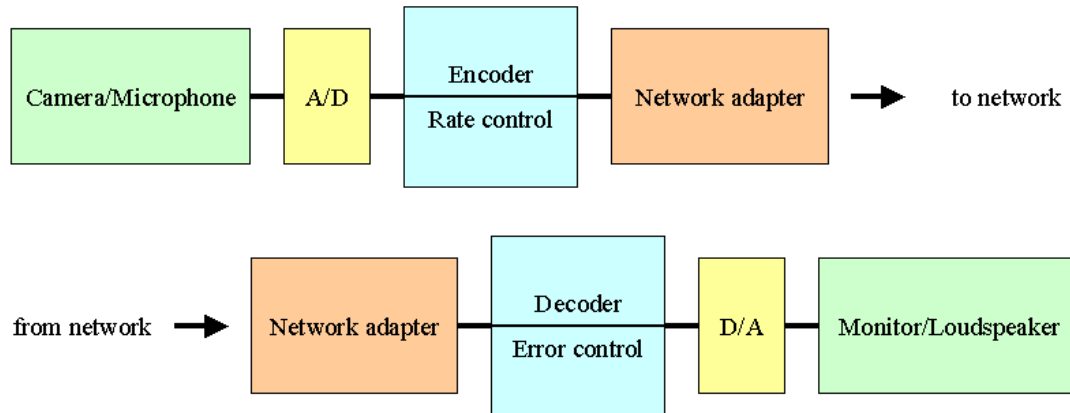 Camera/Microphone
A/D
Encoder
Rate control
Network adapter
to network
from network
Network adapter
Decoder
Error control
D/A
Monitor/Loudspeaker